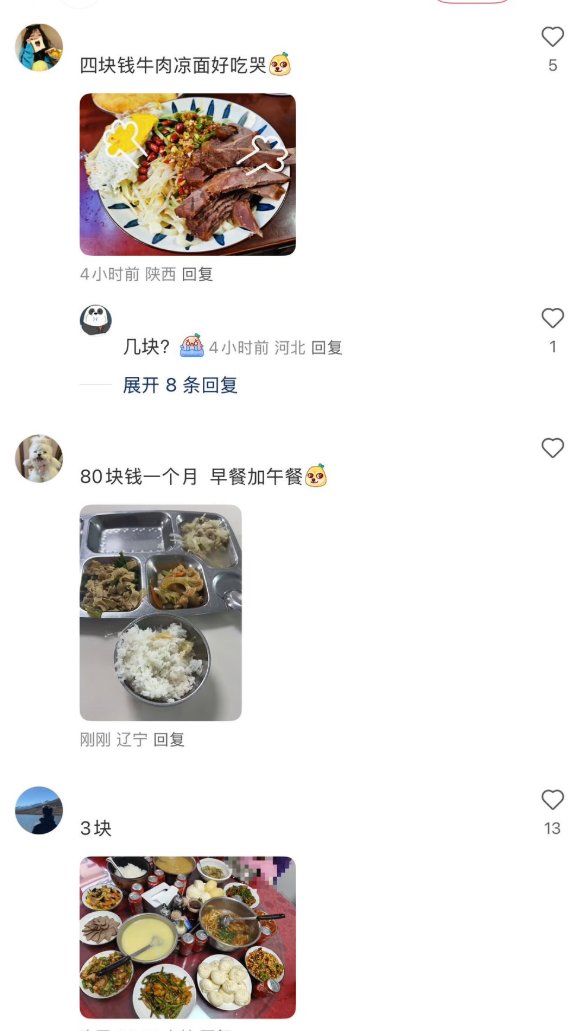 四块钱牛肉凉面好吃哭
5
4小时前 陕西 回复
几块? 4小时前 河北 回复
1
展开 8 条回复
80块钱一个月 早餐加午餐
刚刚 辽宁 回复
3块
13